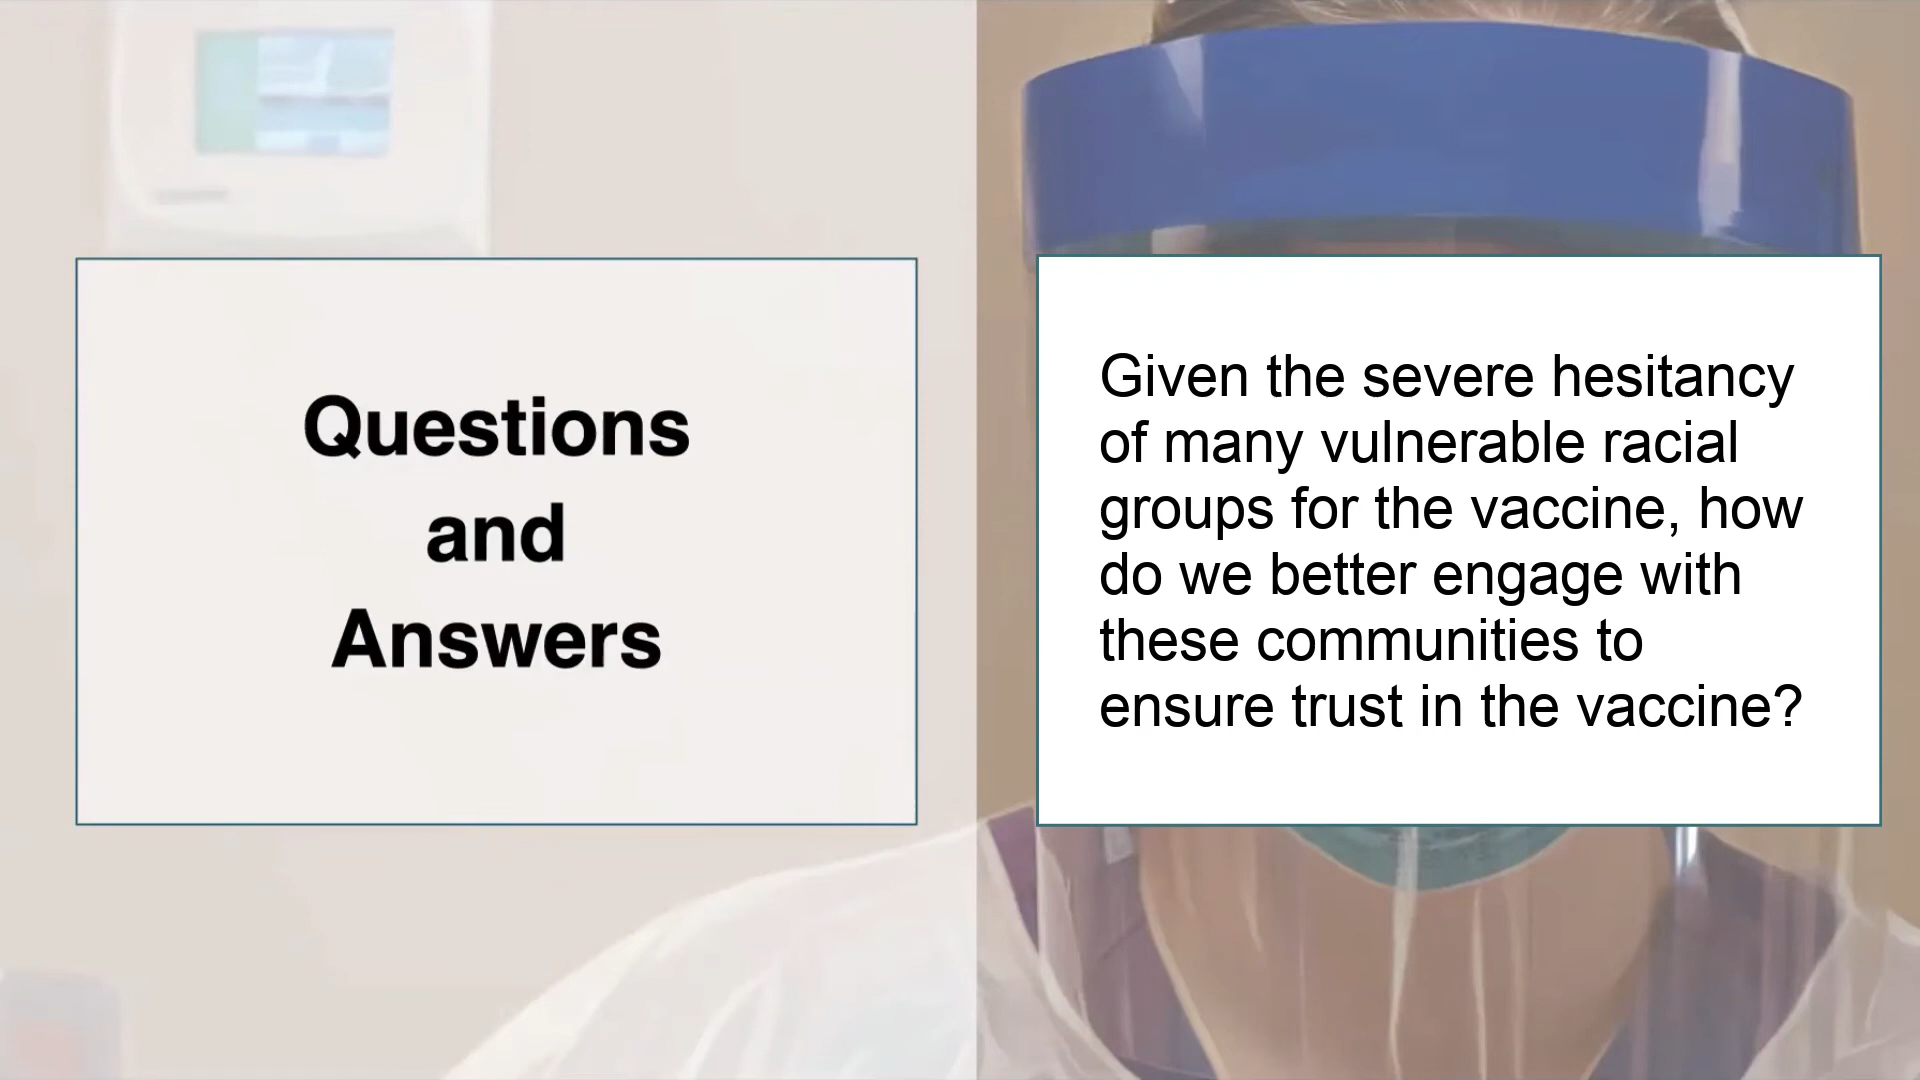 Questions
and
Answers
Given the severe hesitancy
of many vulnerable racial
groups for the vaccine, how
do we better engage with
these communities to
ensure trust in the vaccine?